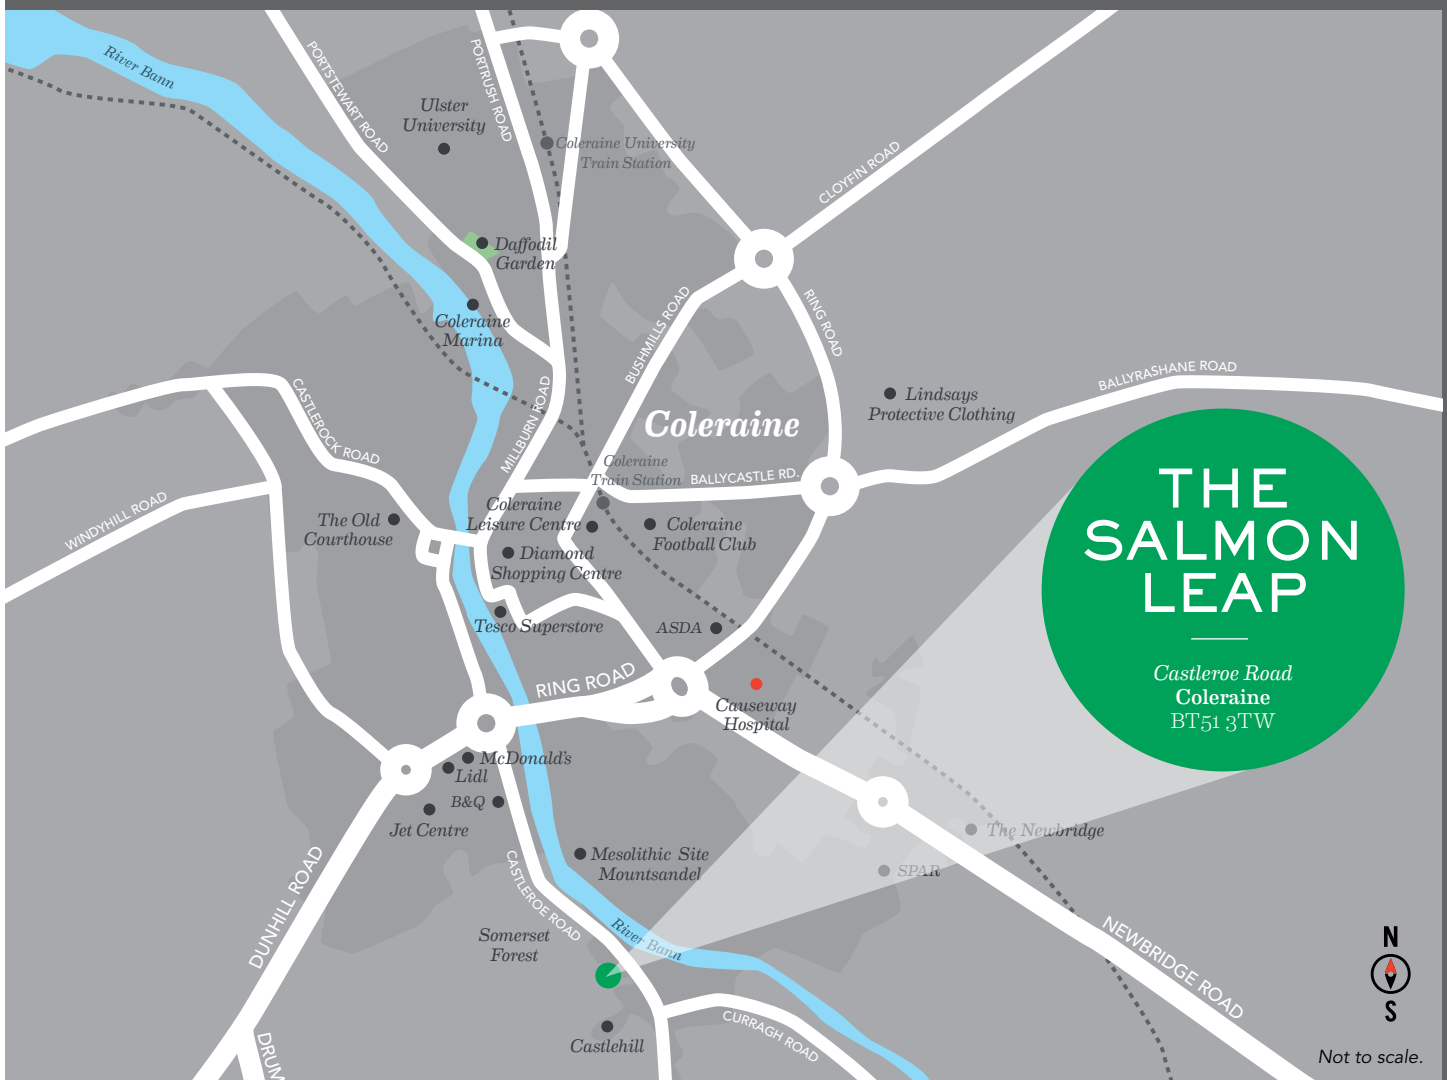 River Bann
PORTSTEWART ROAD
PORTRUSH ROAD
Ulster
University
Coleraine University
Train Station
CLOYFIN ROAD
Daffodil
Garden
Coleraine
Marina
BUSHMILLS ROAD
RING ROAD
BALLYRASHANE ROAD
Lindsays
Protective Clothing
CASTLEROCK ROAD
MILLBURN ROAD
Coleraine
Coleraine
Train Station
BALLYCASTLE RD.
WINDYHILL ROAD
The Old
Courthouse
Coleraine
Leisure Centre
Coleraine
Football Club
Diamond
Shopping Centre
Tesco Superstore
ASDA
RING ROAD
Causeway
Hospital
THE
SALMON
LEAP
Castleroe Road
Coleraine
BT51 3TW
McDonald's
Lidl
B&Q
Jet Centre
Mesolithic Site
Mountsandel
The Newbridge
SPAR
DUNHILL ROAD
CASTLEROE ROAD
Somerset
Forest
River Bann
NEWBRIDGE ROAD
CURRAGH ROAD
Castlehill
DRUM
N
S
Not to scale.